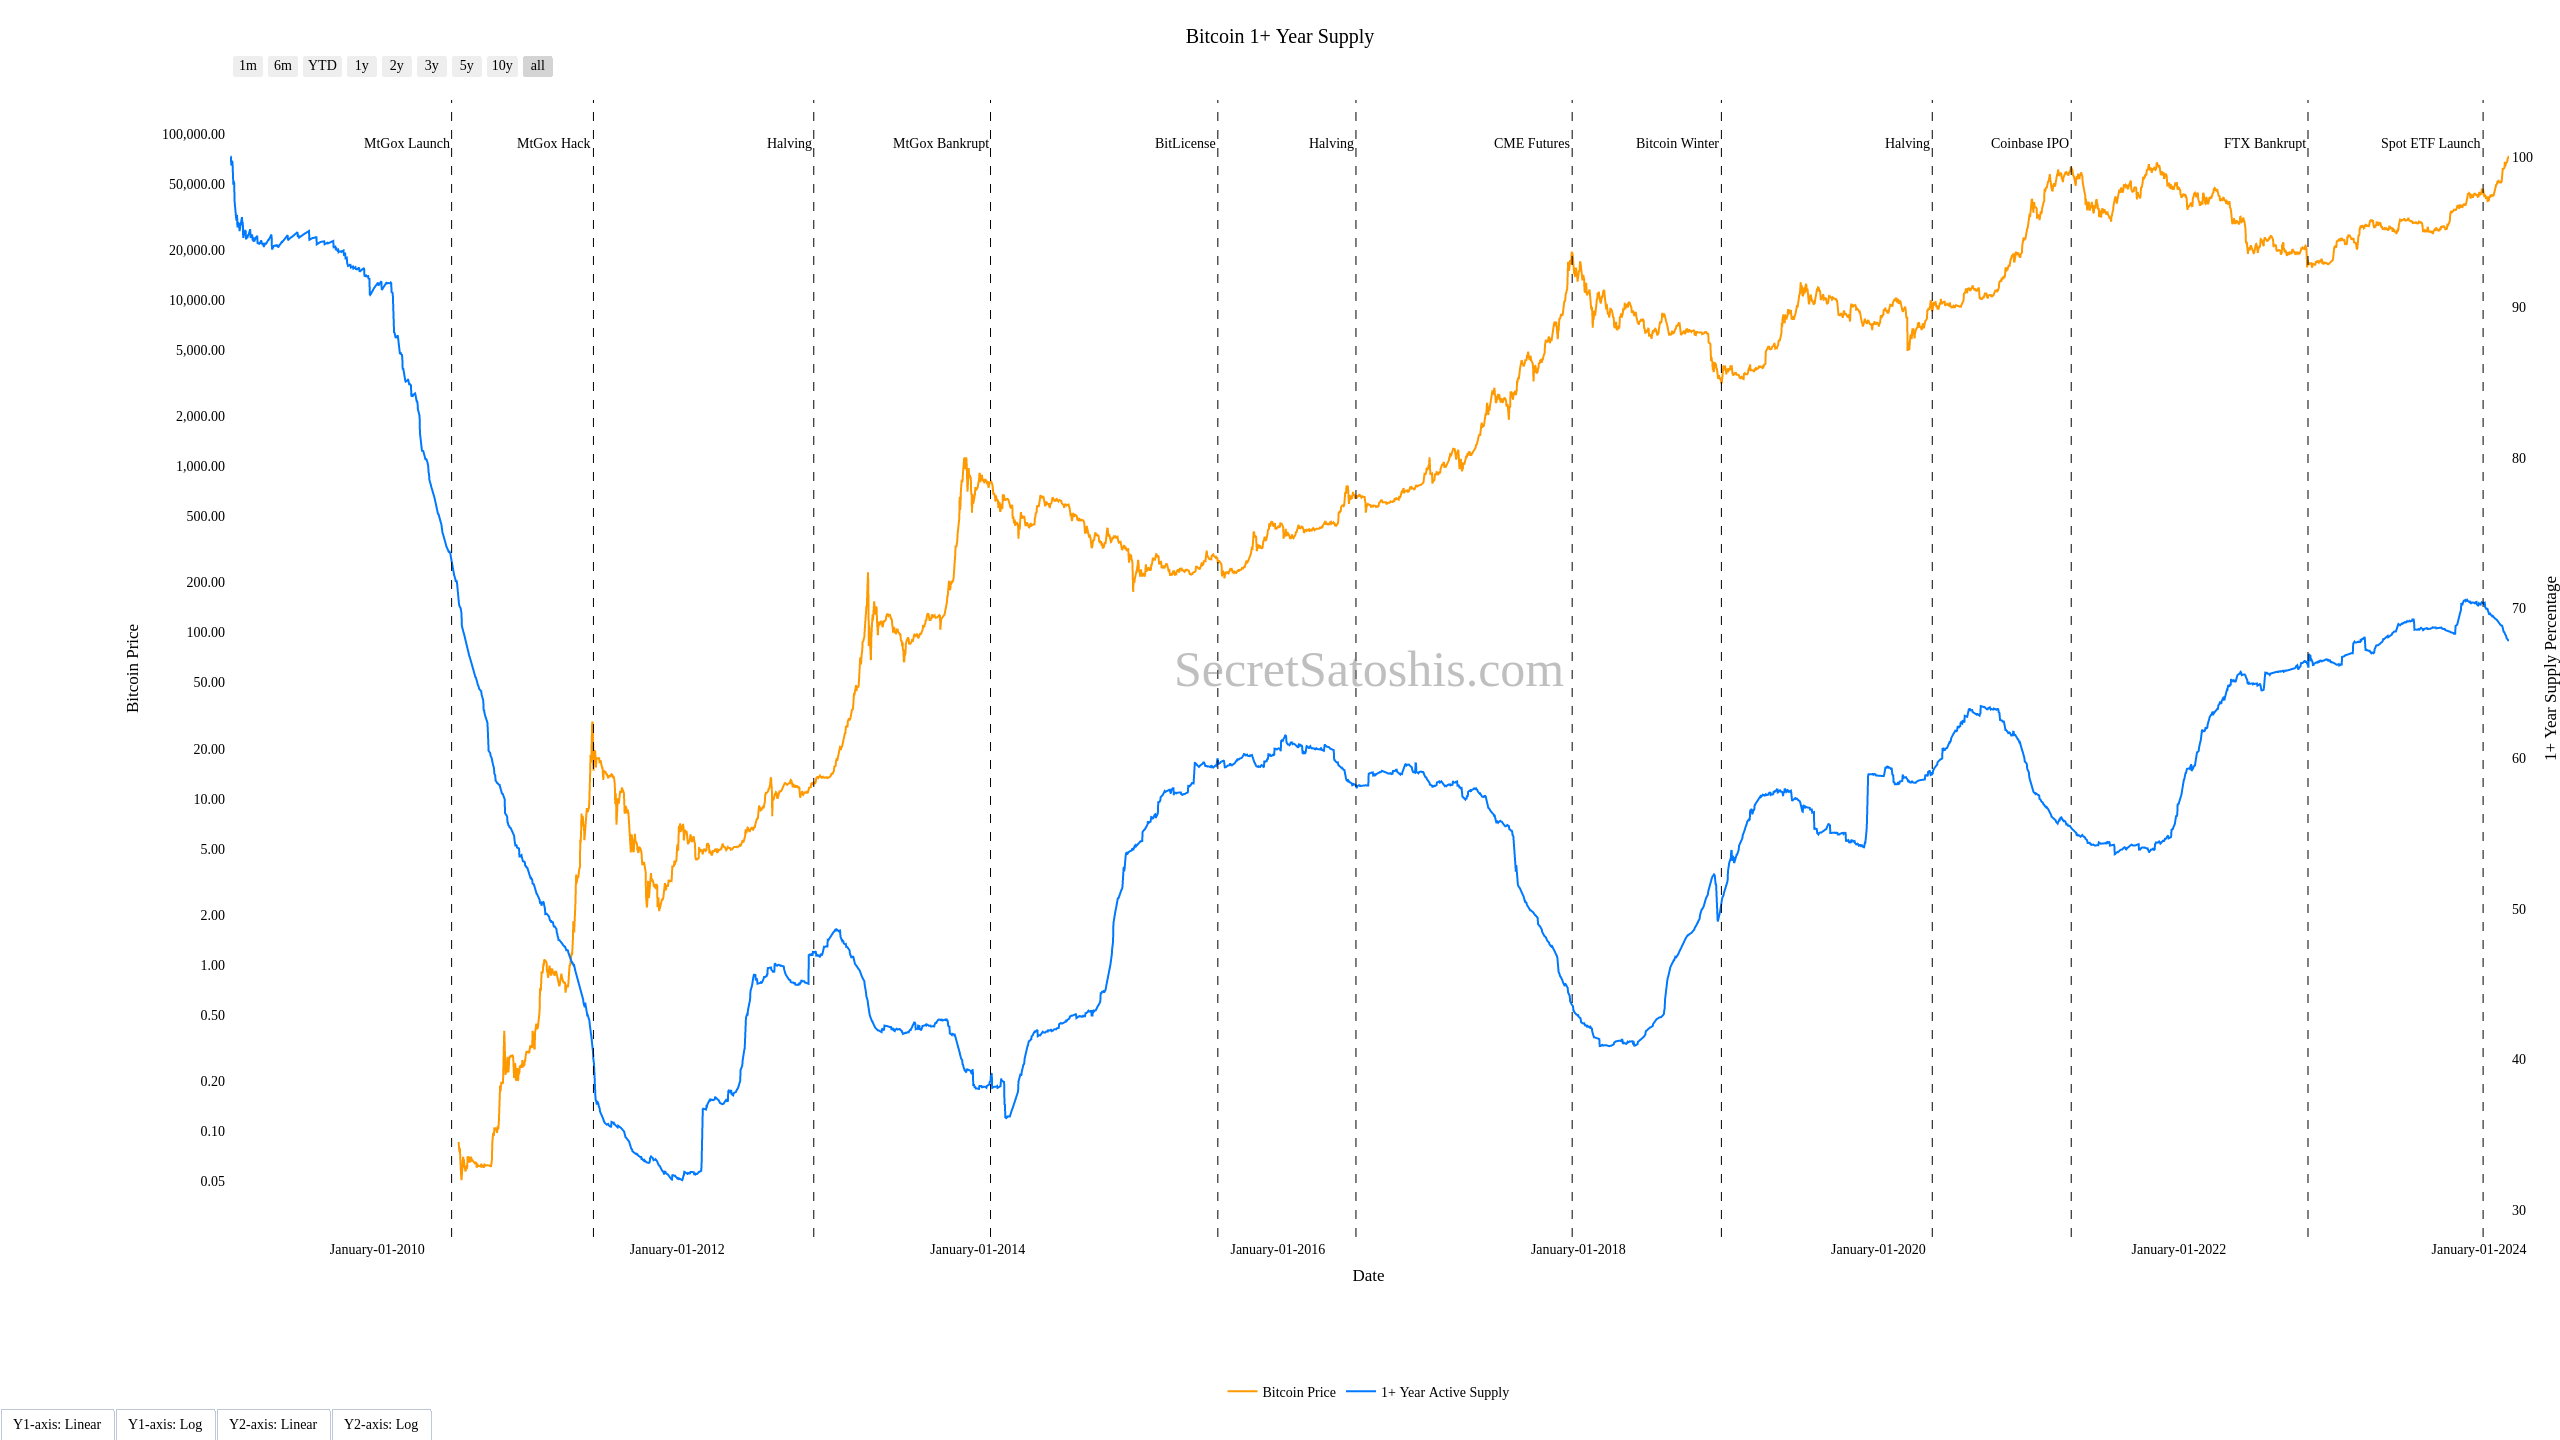 Bitcoin 1+ Year Supply
1m 6m YTD 1y 2y 3y 5y 10y all
MtGox Launch MtGox Hack Halving MtGox Bankrupt BitLicense Halving CME Futures Bitcoin Winter Halving Coinbase IPO FTX Bankrupt Spot ETF Launch
100,000.00
50,000.00
20,000.00
10,000.00
5,000.00
2,000.00
1,000.00
500.00
200.00
100.00
50.00
20.00
10.00
5.00
2.00
1.00
0.50
0.20
0.10
0.05
Bitcoin Price
SecretSatoshis.com
100
90
80
70
60
50
40
30
1+ Year Supply Percentage
January-01-2010 January-01-2012 January-01-2014 January-01-2016 January-01-2018 January-01-2020 January-01-2022 January-01-2024
Date
Bitcoin Price 1+ Year Active Supply
Y1-axis: Linear Y1-axis: Log Y2-axis: Linear Y2-axis: Log